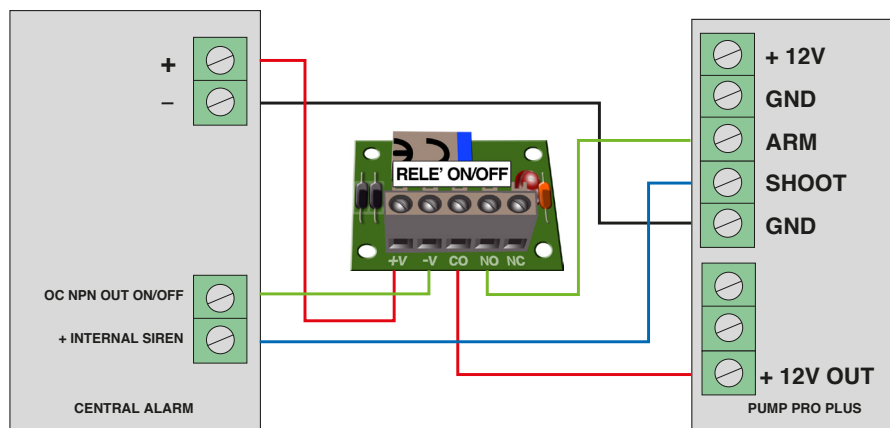 +
–
OC NPN OUT ON/OFF
+ INTERNAL SIREN
CENTRAL ALARM
RELE' ON/OFF
+V -V CO NO NC
+ 12V
GND
ARM
SHOOT
GND
+ 12V OUT
PUMP PRO PLUS